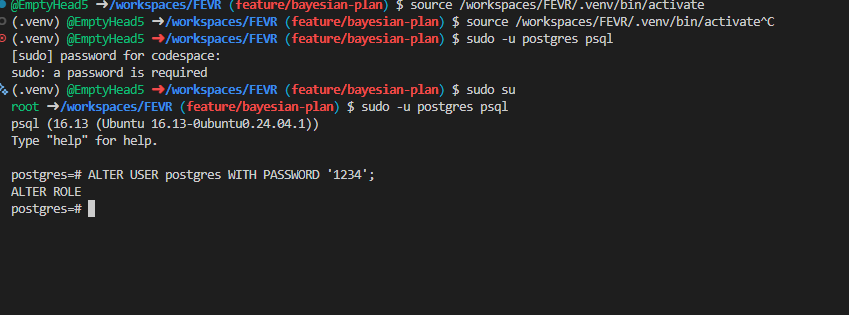 @EmptyHead5 ➜/workspaces/FEVR (feature/bayesian-plan) $ source /workspaces/FEVR/.venv/bin/activate
(.venv) @EmptyHead5 ➜/workspaces/FEVR (feature/bayesian-plan) $ source /workspaces/FEVR/.venv/bin/activate^C
(.venv) @EmptyHead5 ➜/workspaces/FEVR (feature/bayesian-plan) $ sudo -u postgres psql
[sudo] password for codespace:
sudo: a password is required
(.venv) @EmptyHead5 ➜/workspaces/FEVR (feature/bayesian-plan) $ sudo su
root ➜/workspaces/FEVR (feature/bayesian-plan) $ sudo -u postgres psql
psql (16.13 (Ubuntu 16.13-0ubuntu0.24.04.1))
Type "help" for help.
postgres=# ALTER USER postgres WITH PASSWORD '1234';
ALTER ROLE
postgres=#